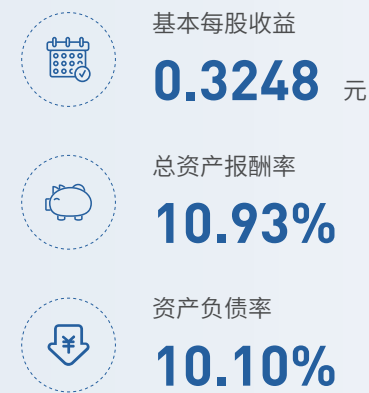 基本每股收益
0.3248 元
总资产报酬率
10.93%
资产负债率
¥
10.10%